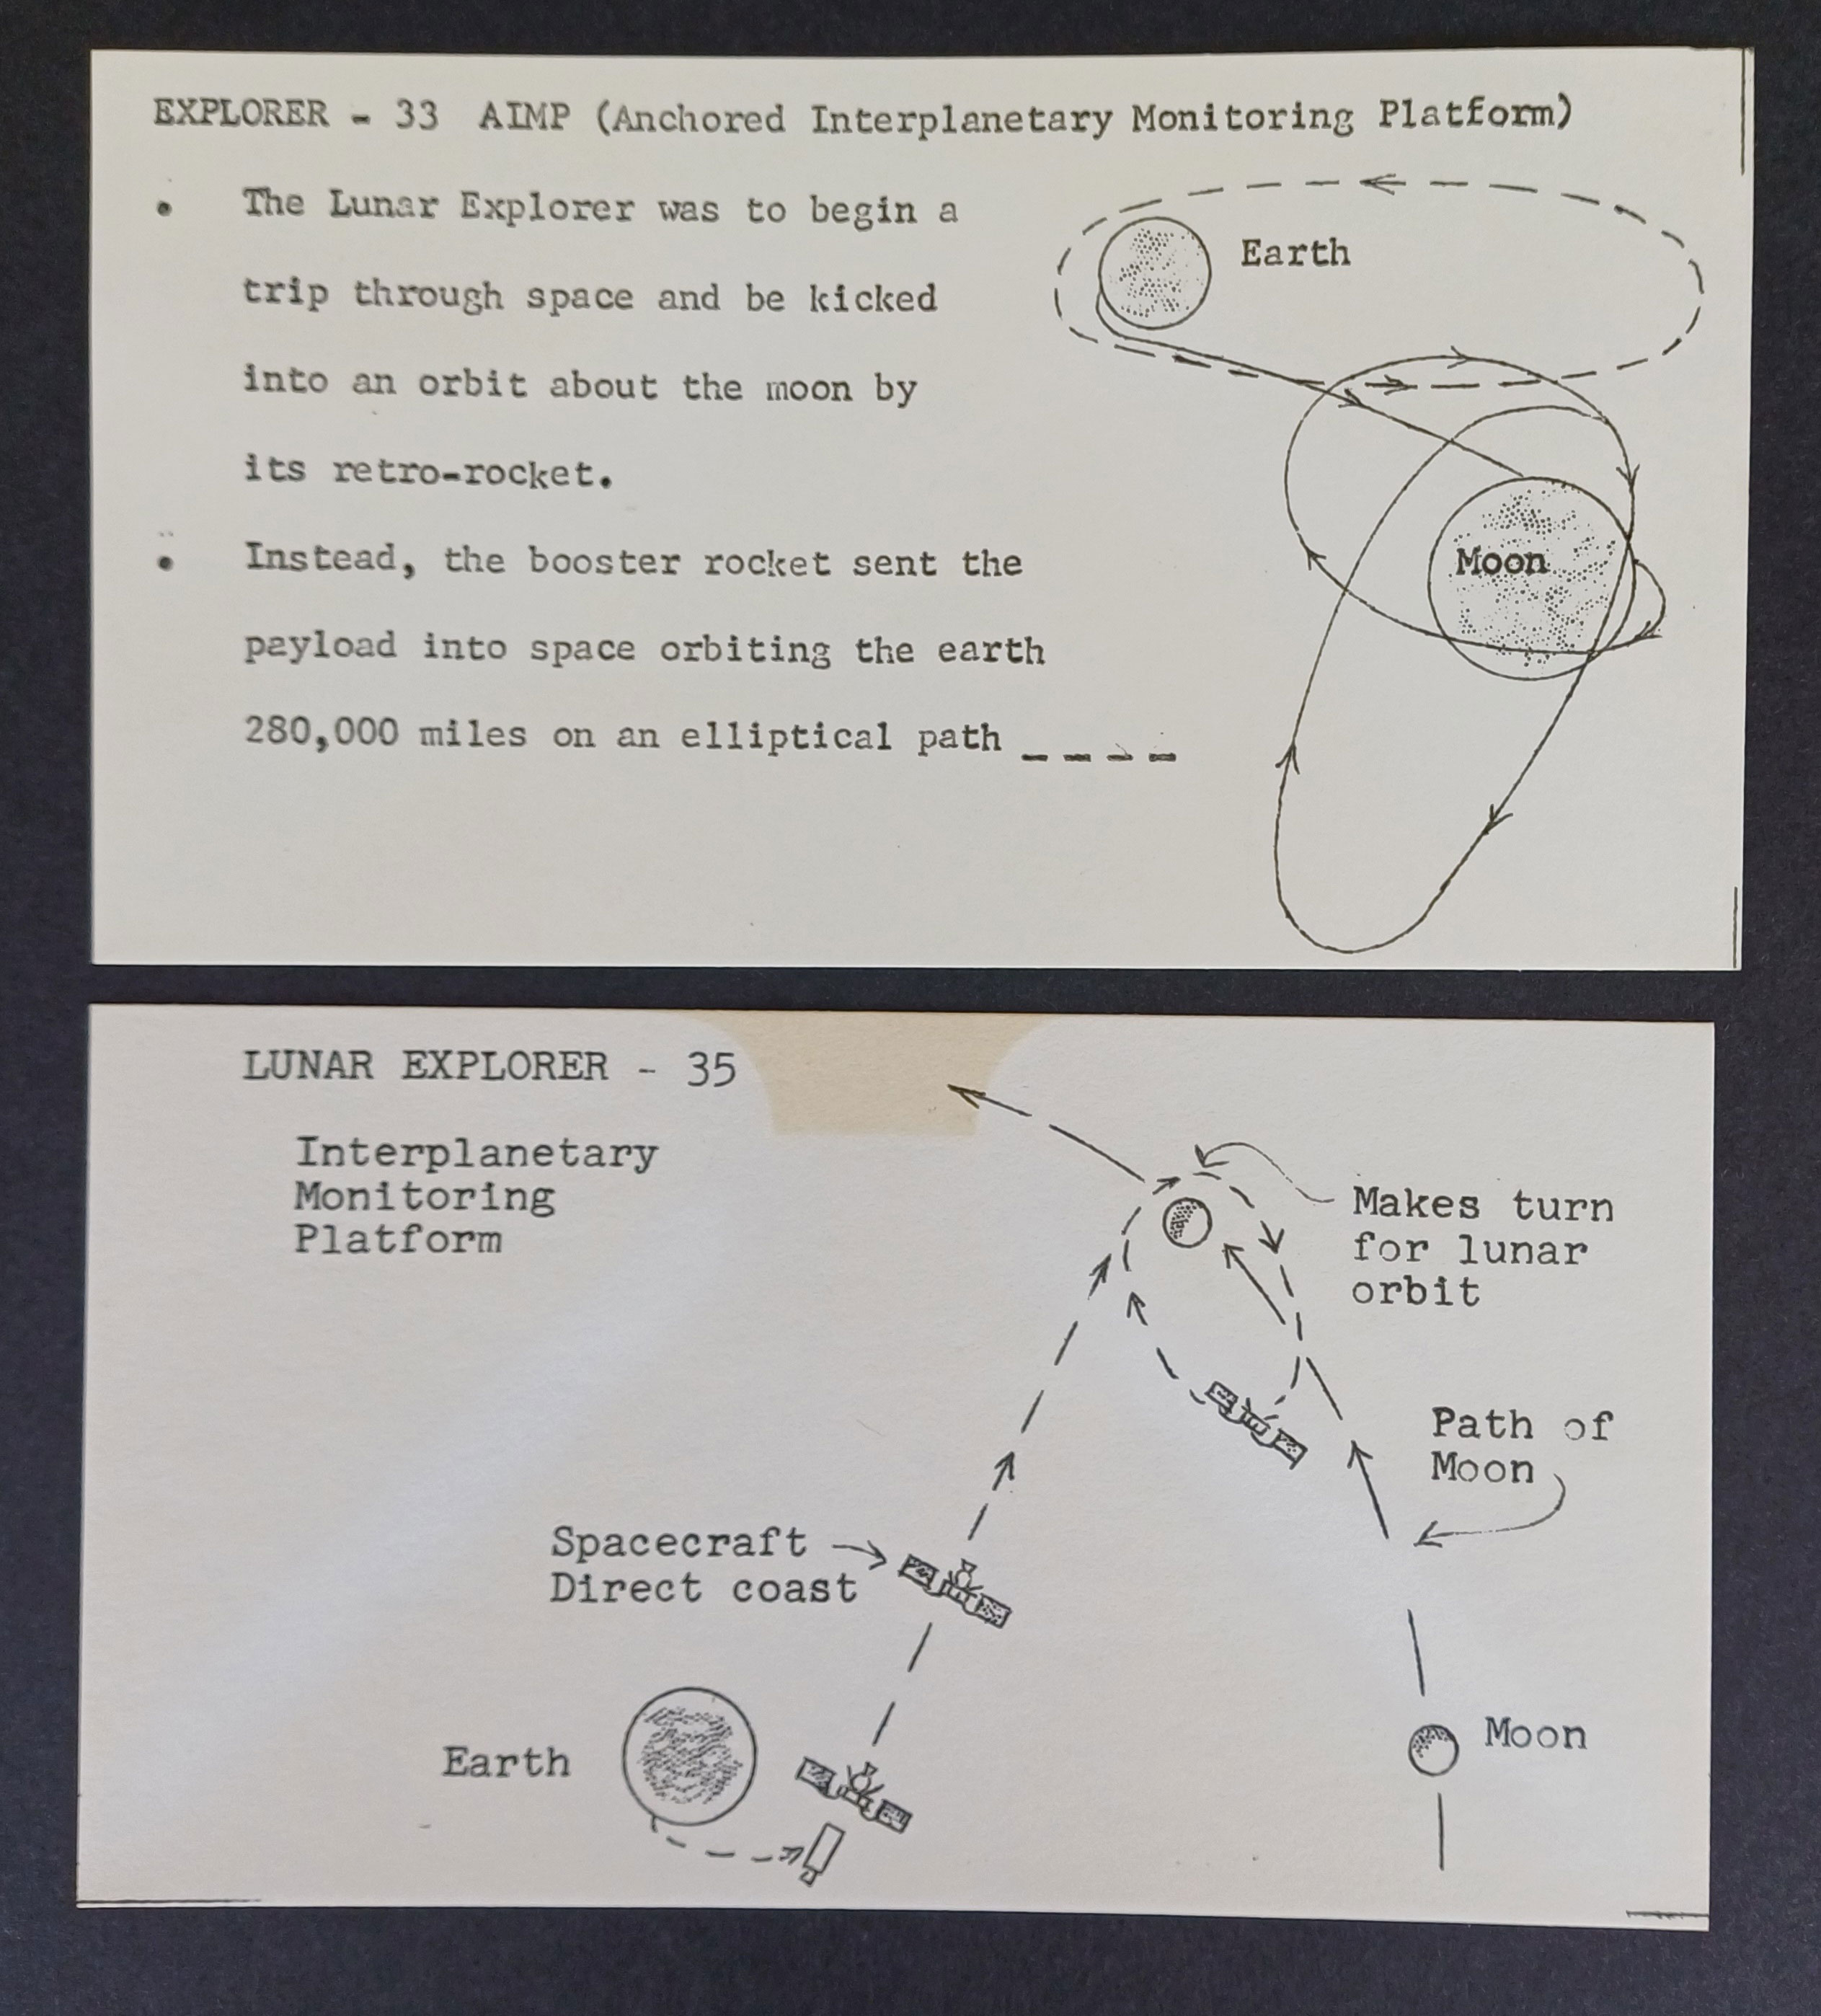 EXPLORER - 33 AIMP (Anchored Interplanetary Monitoring Platform)
• The Lunar Explorer was to begin a
trip through space and be kicked
into an orbit about the moon by
its retro-rocket.
• Instead, the booster rocket sent the
payload into space orbiting the earth
280,000 miles on an elliptical path ----
Earth
Moon
LUNAR EXPLORER - 35
Interplanetary
Monitoring
Platform
Makes turn
for lunar
orbit
Path of
Moon
Spacecraft
Direct coast
Earth
Moon